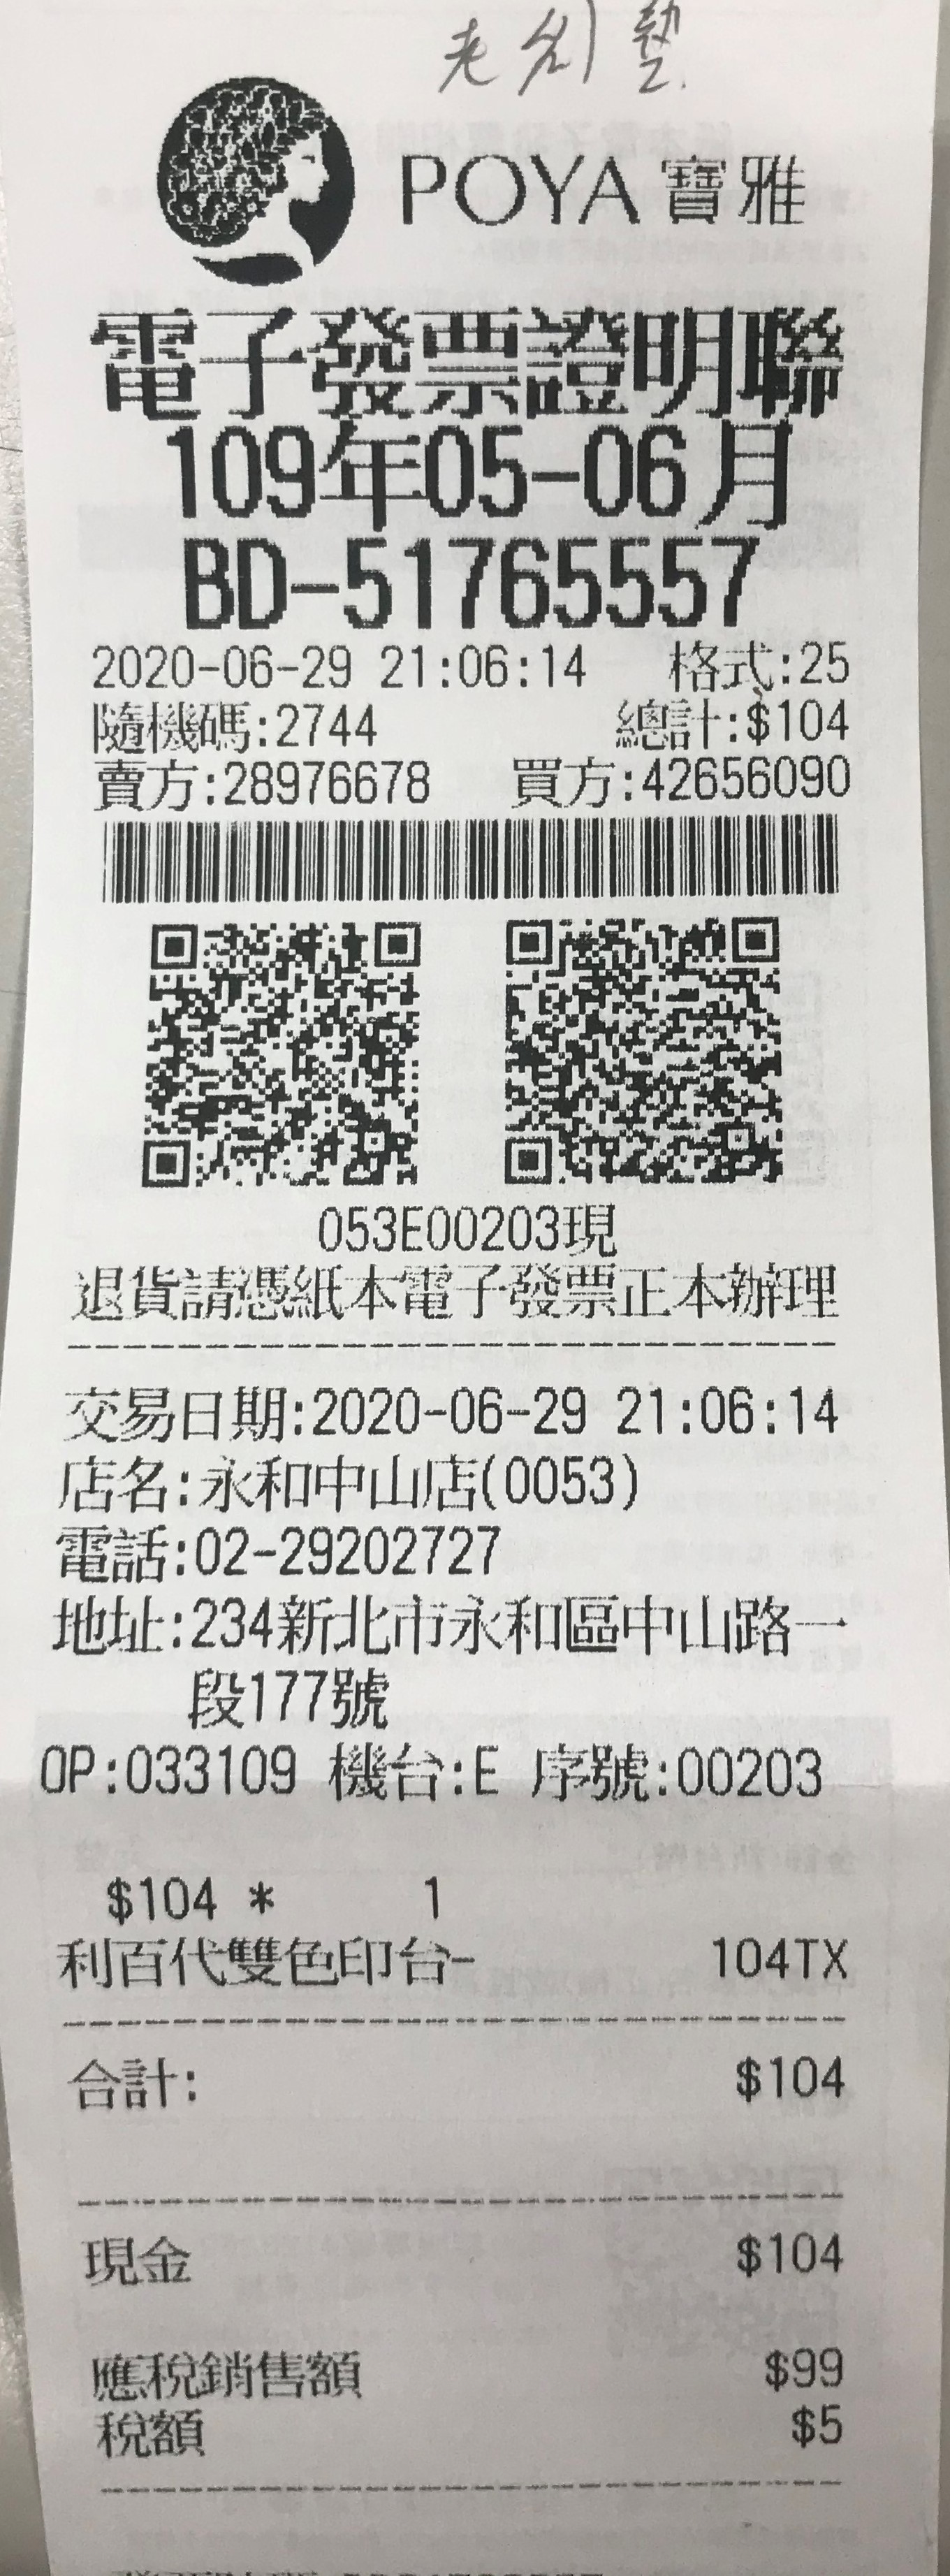 老創藝
POYA 寶雅
電子發票證明聯
109年05-06月
BD-51765557
2020-06-29 21:06:14 格式:25
隨機碼:2744 總計:$104
賣方:28976678 買方:42656090
053E00203現
退貨請憑紙本電子發票正本辦理
交易日期:2020-06-29 21:06:14
店名:永和中山店(0053)
電話:02-29202727
地址:234新北市永和區中山路一
段177號
OP:033109 機台:E 序號:00203
$104 * 1
利百代雙色印台- 104TX
合計: $104
現金 $104
應稅銷售額 $99
稅額 $5